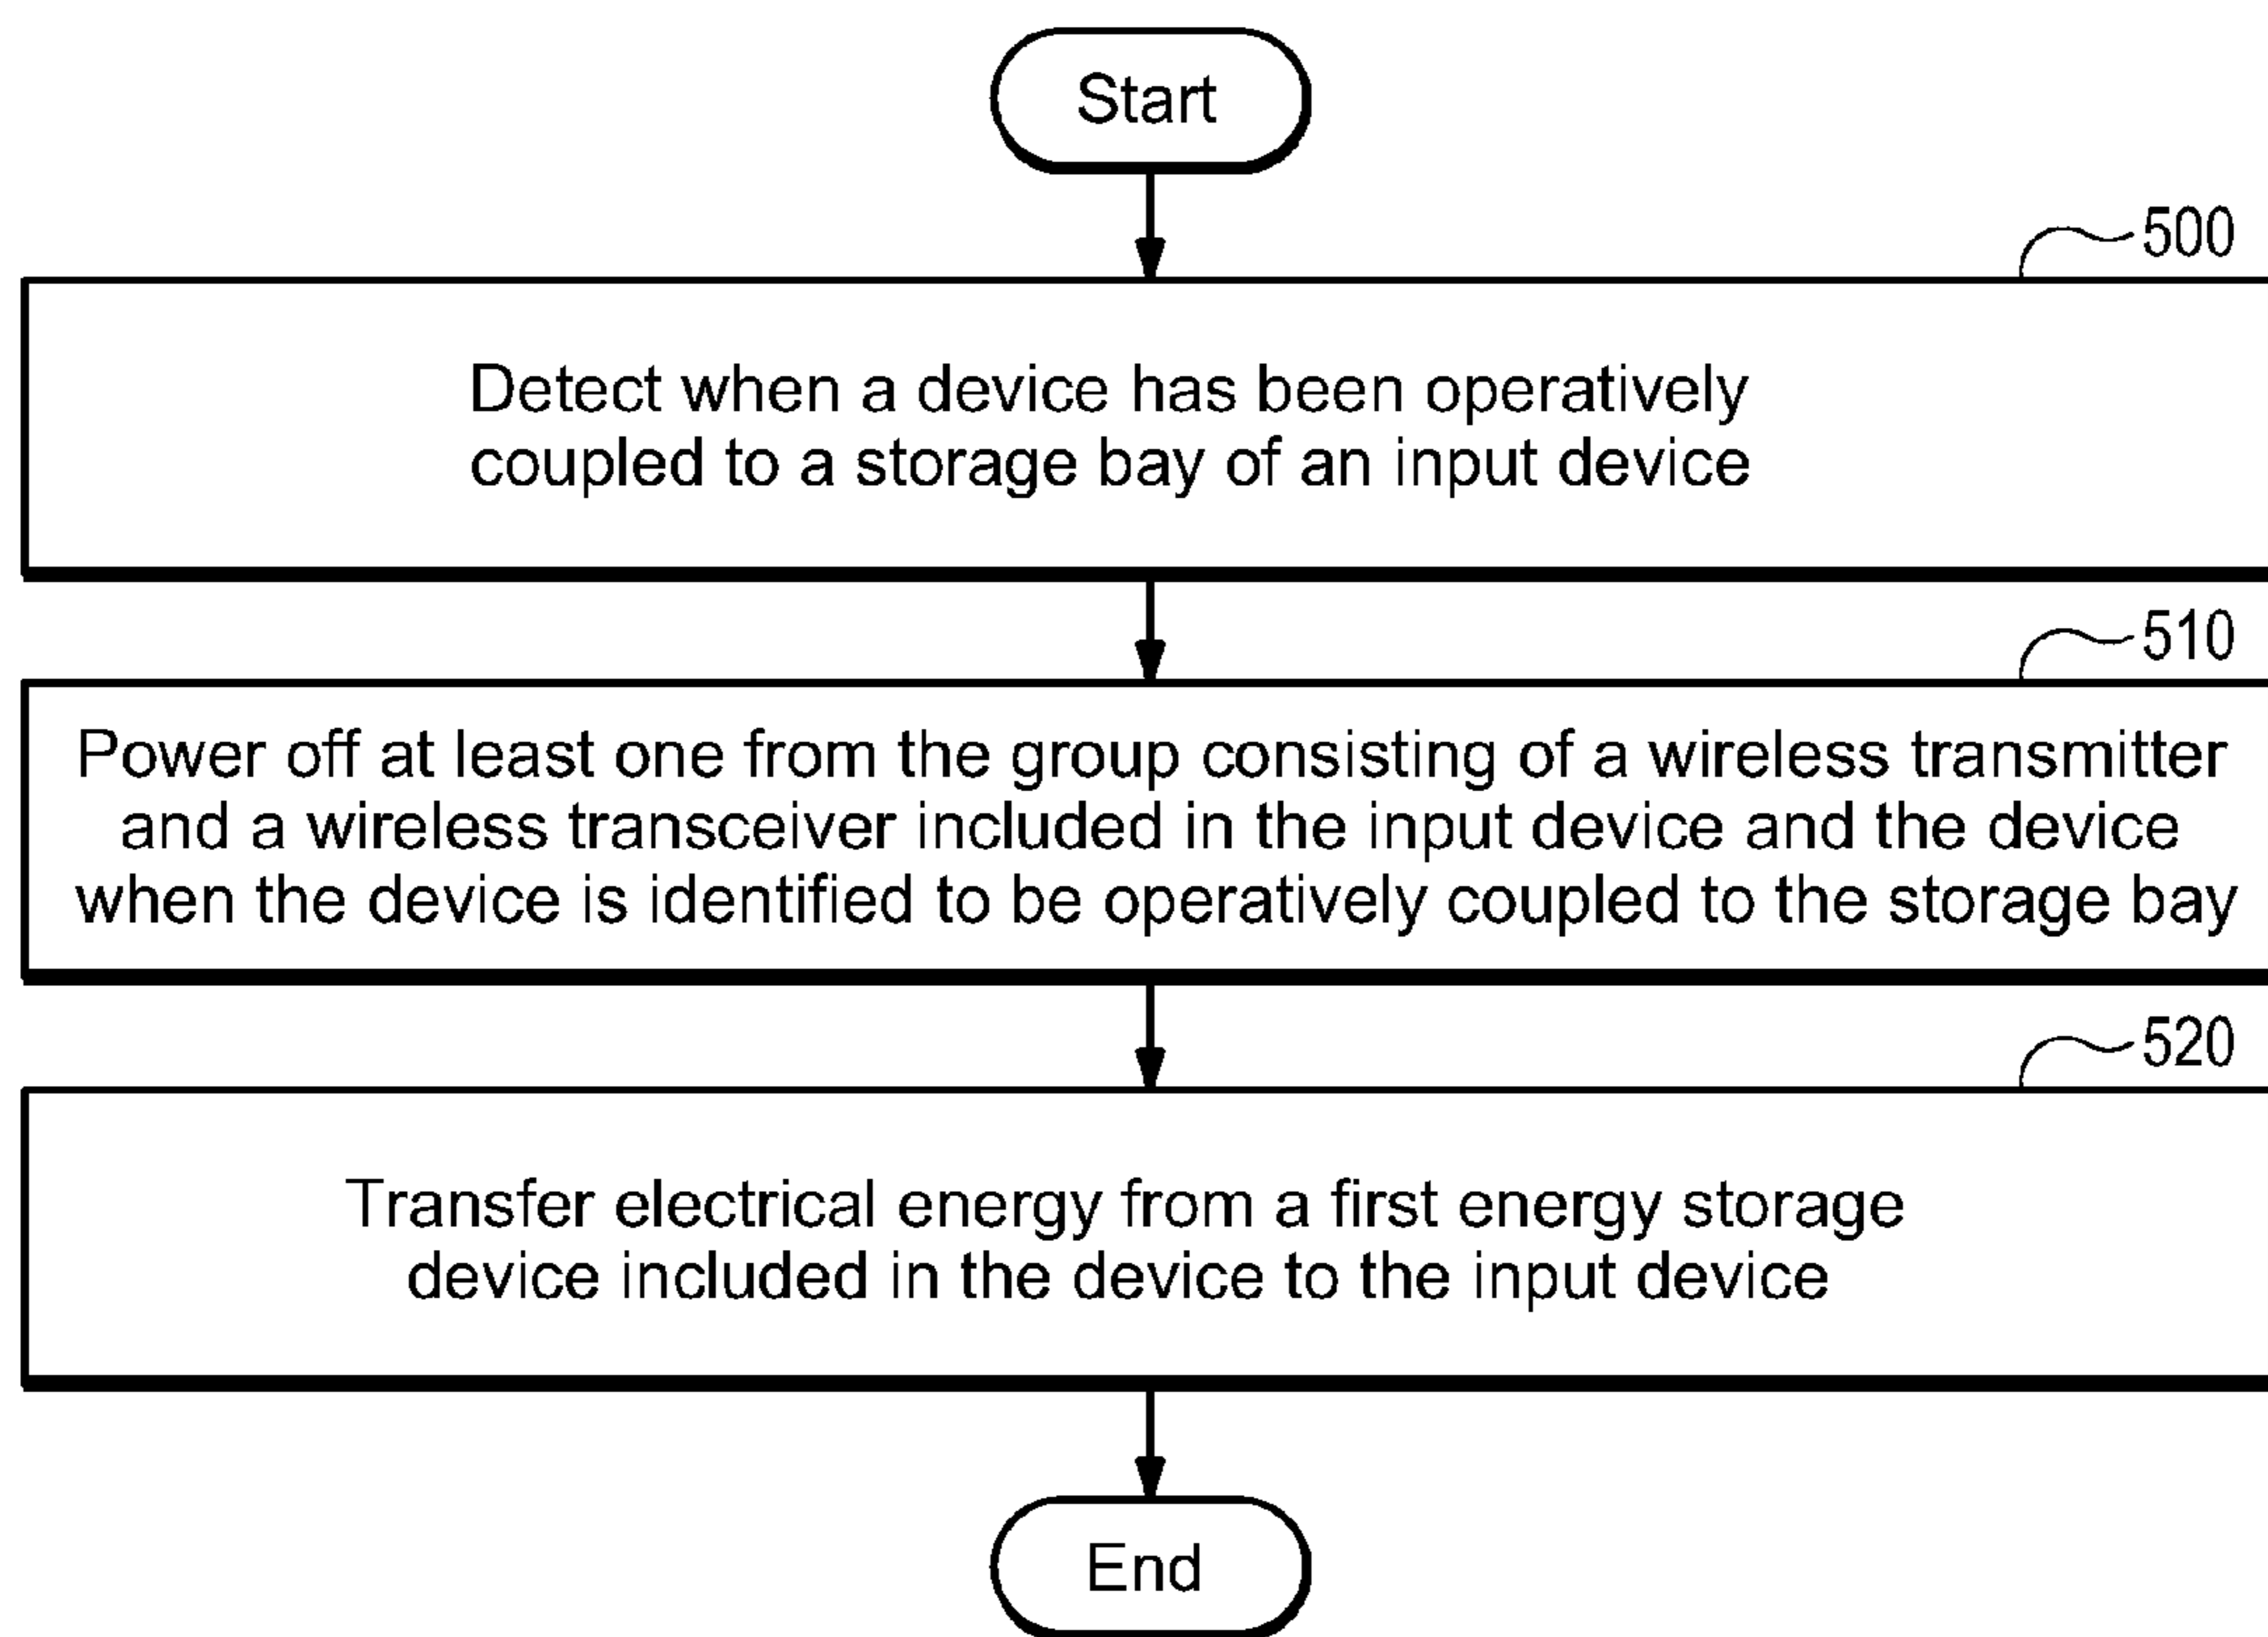 Start
500
Detect when a device has been operatively
coupled to a storage bay of an input device
510
Power off at least one from the group consisting of a wireless transmitter
and a wireless transceiver included in the input device and the device
when the device is identified to be operatively coupled to the storage bay
520
Transfer electrical energy from a first energy storage
device included in the device to the input device
End